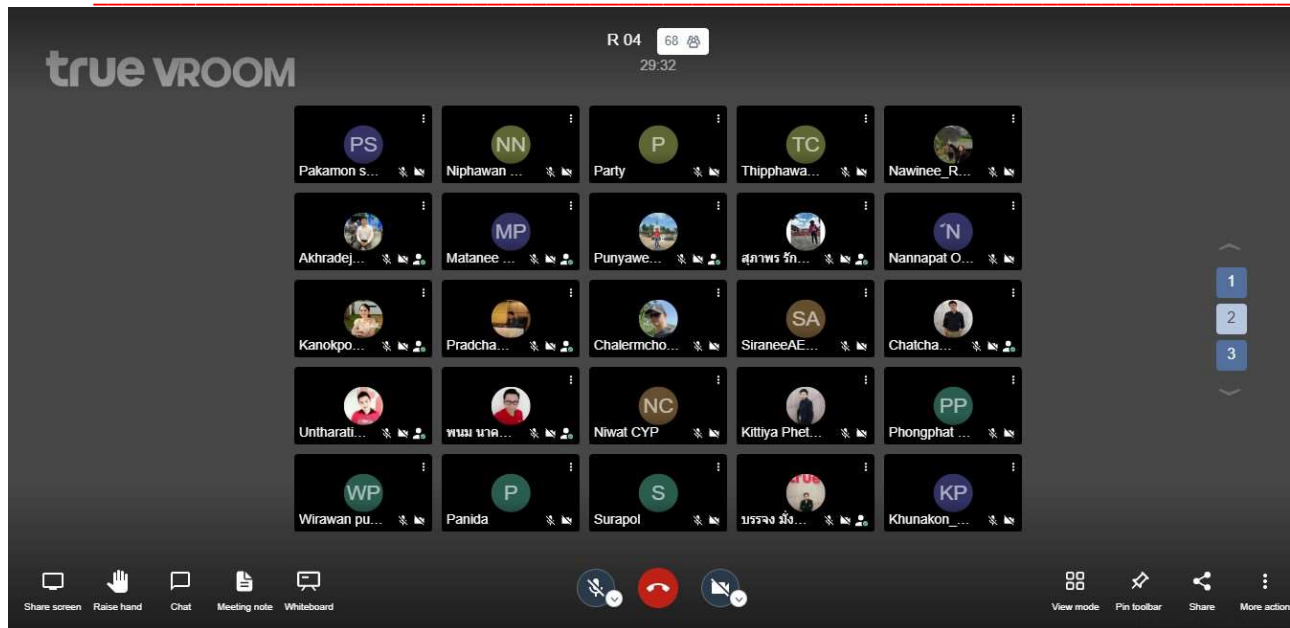 R 04 68
true VROOM
29:32
PS NN P TC
Pakamon s... Niphawan ... Party Thipphawa... Nawinee_R...
MP ´N
Akhradej... Matanee ... Punyawe... สุภาพร รัก... Nannapat O...
1
SA
Kanokpo... Pradcha... Chalermcho... SiraneeAE... Chatcha...
2
3
NC PP
Untharati... พนม นาค... Niwat CYP Kittiya Phet... Phongphat ...
WP P S true KP
Wirawan pu... Panida Surapol บรรจง มั่ง... Khunakon_...
Share screen Raise hand Chat Meeting note Whiteboard View mode Pin toolbar Share More action